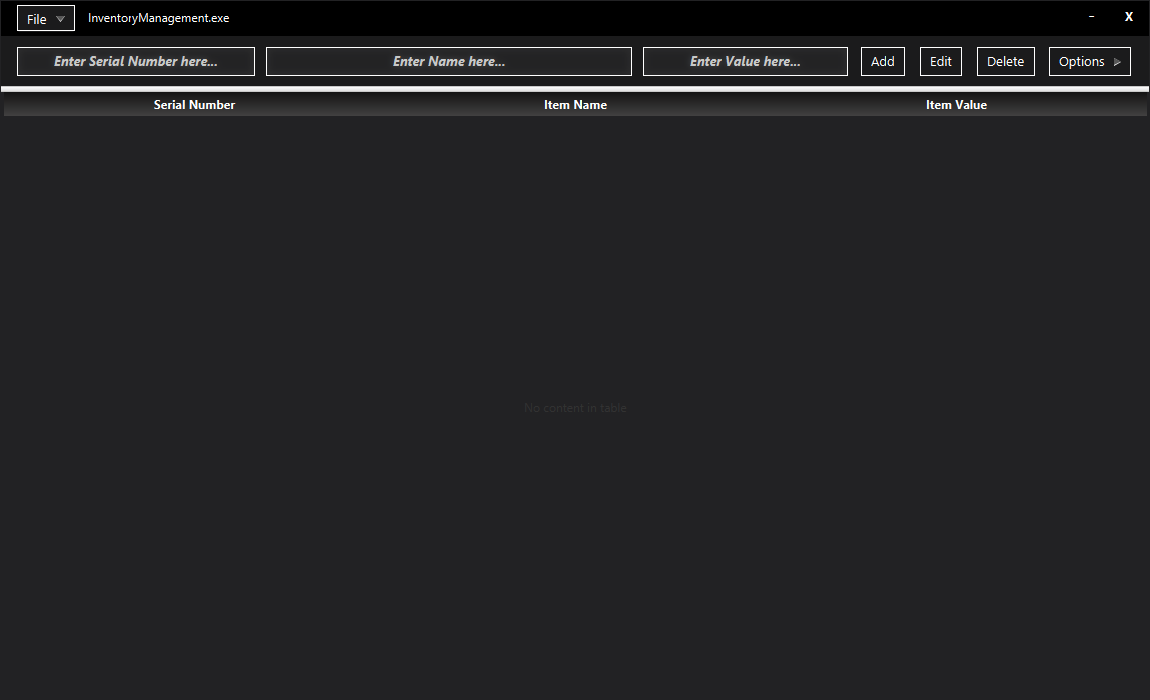 File InventoryManagement.exe – X
Enter Serial Number here... Enter Name here... Enter Value here... Add Edit Delete Options
Serial Number Item Name Item Value
No content in table